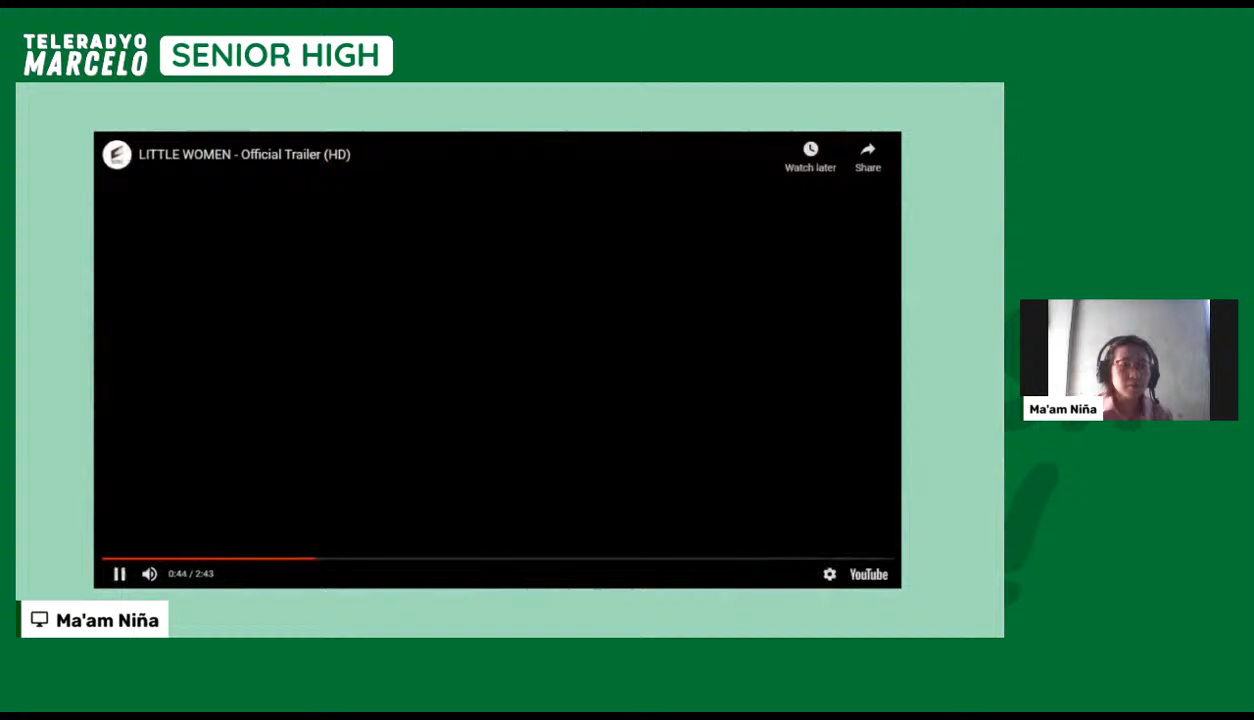 TELERADYO
MARCELO
SENIOR HIGH
LITTLE WOMEN - Official Trailer (HD)
Watch later
Share
Ma'am Niña
0:44 / 2:43
YouTube
Ma'am Niña